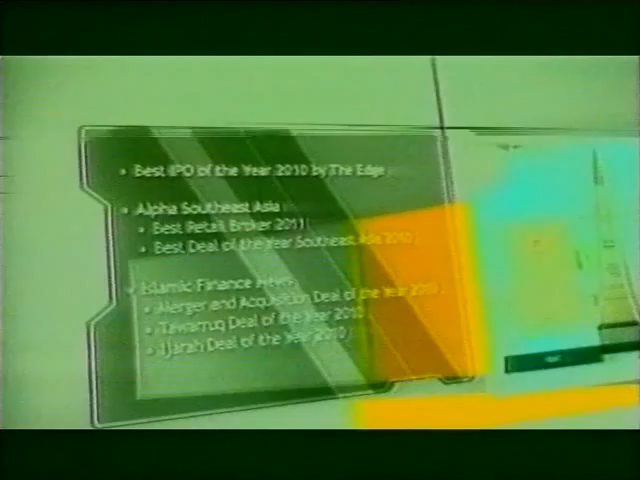 • Best IPO of the Year 2010 by The Edge
• Alpha Southeast Asia
• Best Retail Broker 2011
• Best Deal of the Year Southeast Asia 2010
• Islamic Finance
• Merger and Acquisition Deal of the Year 2010
• Tawarruq Deal of the Year 2010
• Ijarah Deal of the Year 2010